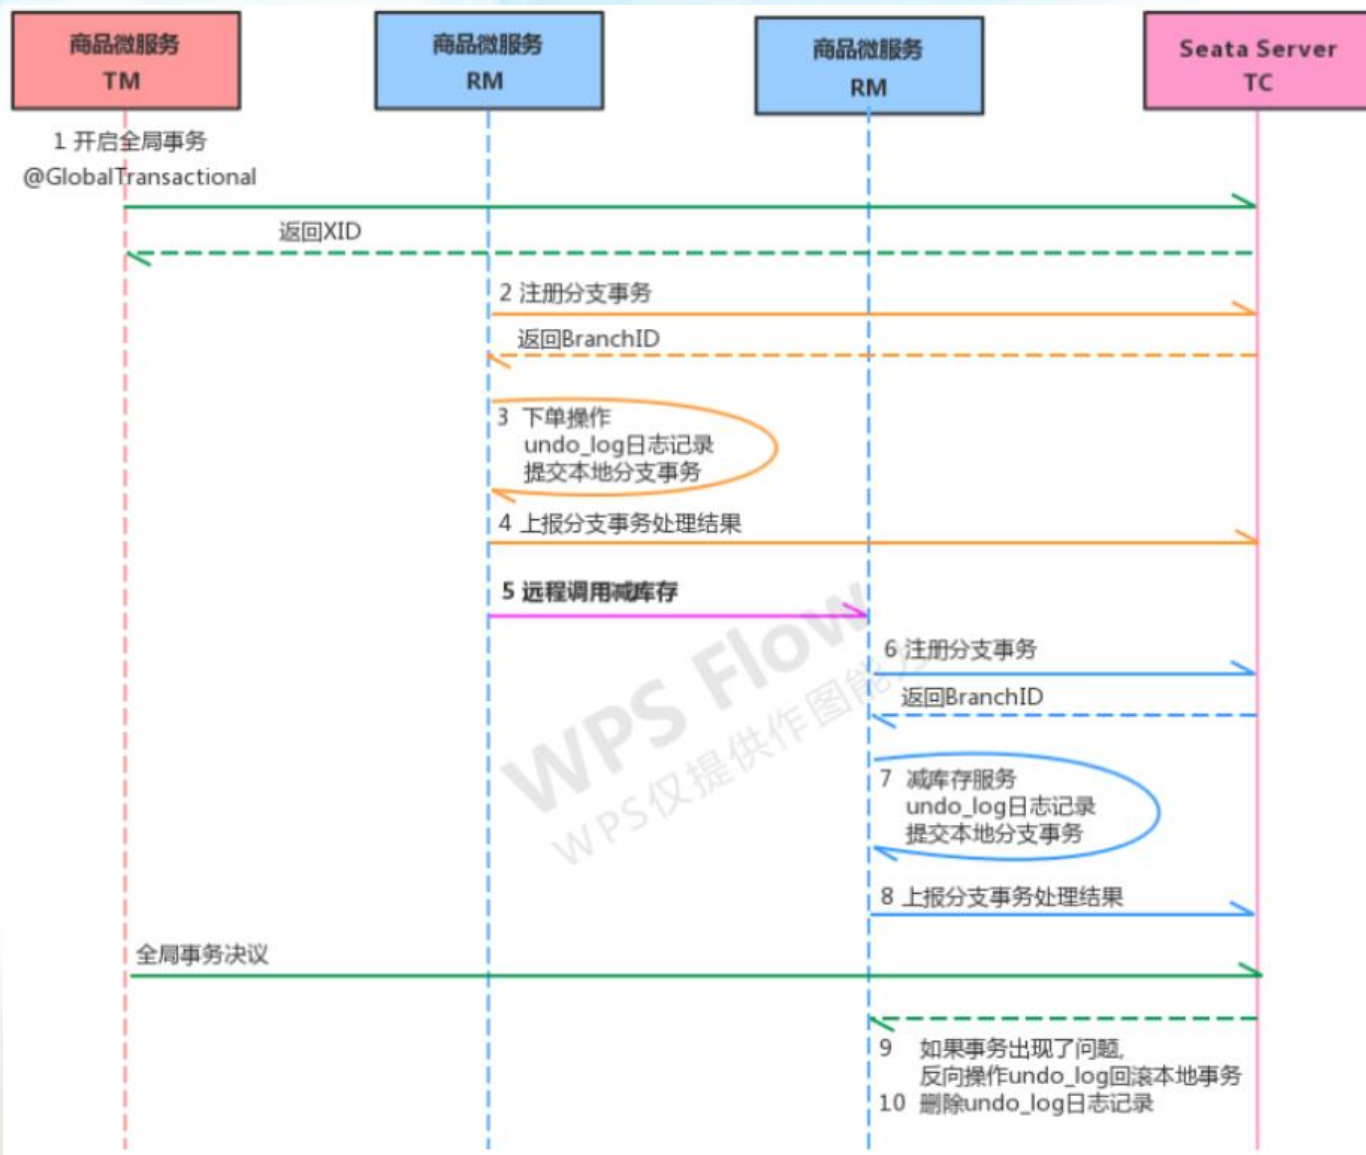 商品微服务
TM
商品微服务
RM
商品微服务
RM
Seata Server
TC
1 开启全局事务
@GlobalTransactional
返回XID
2 注册分支事务
返回BranchID
3 下单操作
undo_log日志记录
提交本地分支事务
4 上报分支事务处理结果
5 远程调用减库存
6 注册分支事务
返回BranchID
7 减库存服务
undo_log日志记录
提交本地分支事务
8 上报分支事务处理结果
全局事务决议
9 如果事务出现了问题,
反向操作undo_log回滚本地事务
10 删除undo_log日志记录
WPS Flow
WPS仅提供作图能力